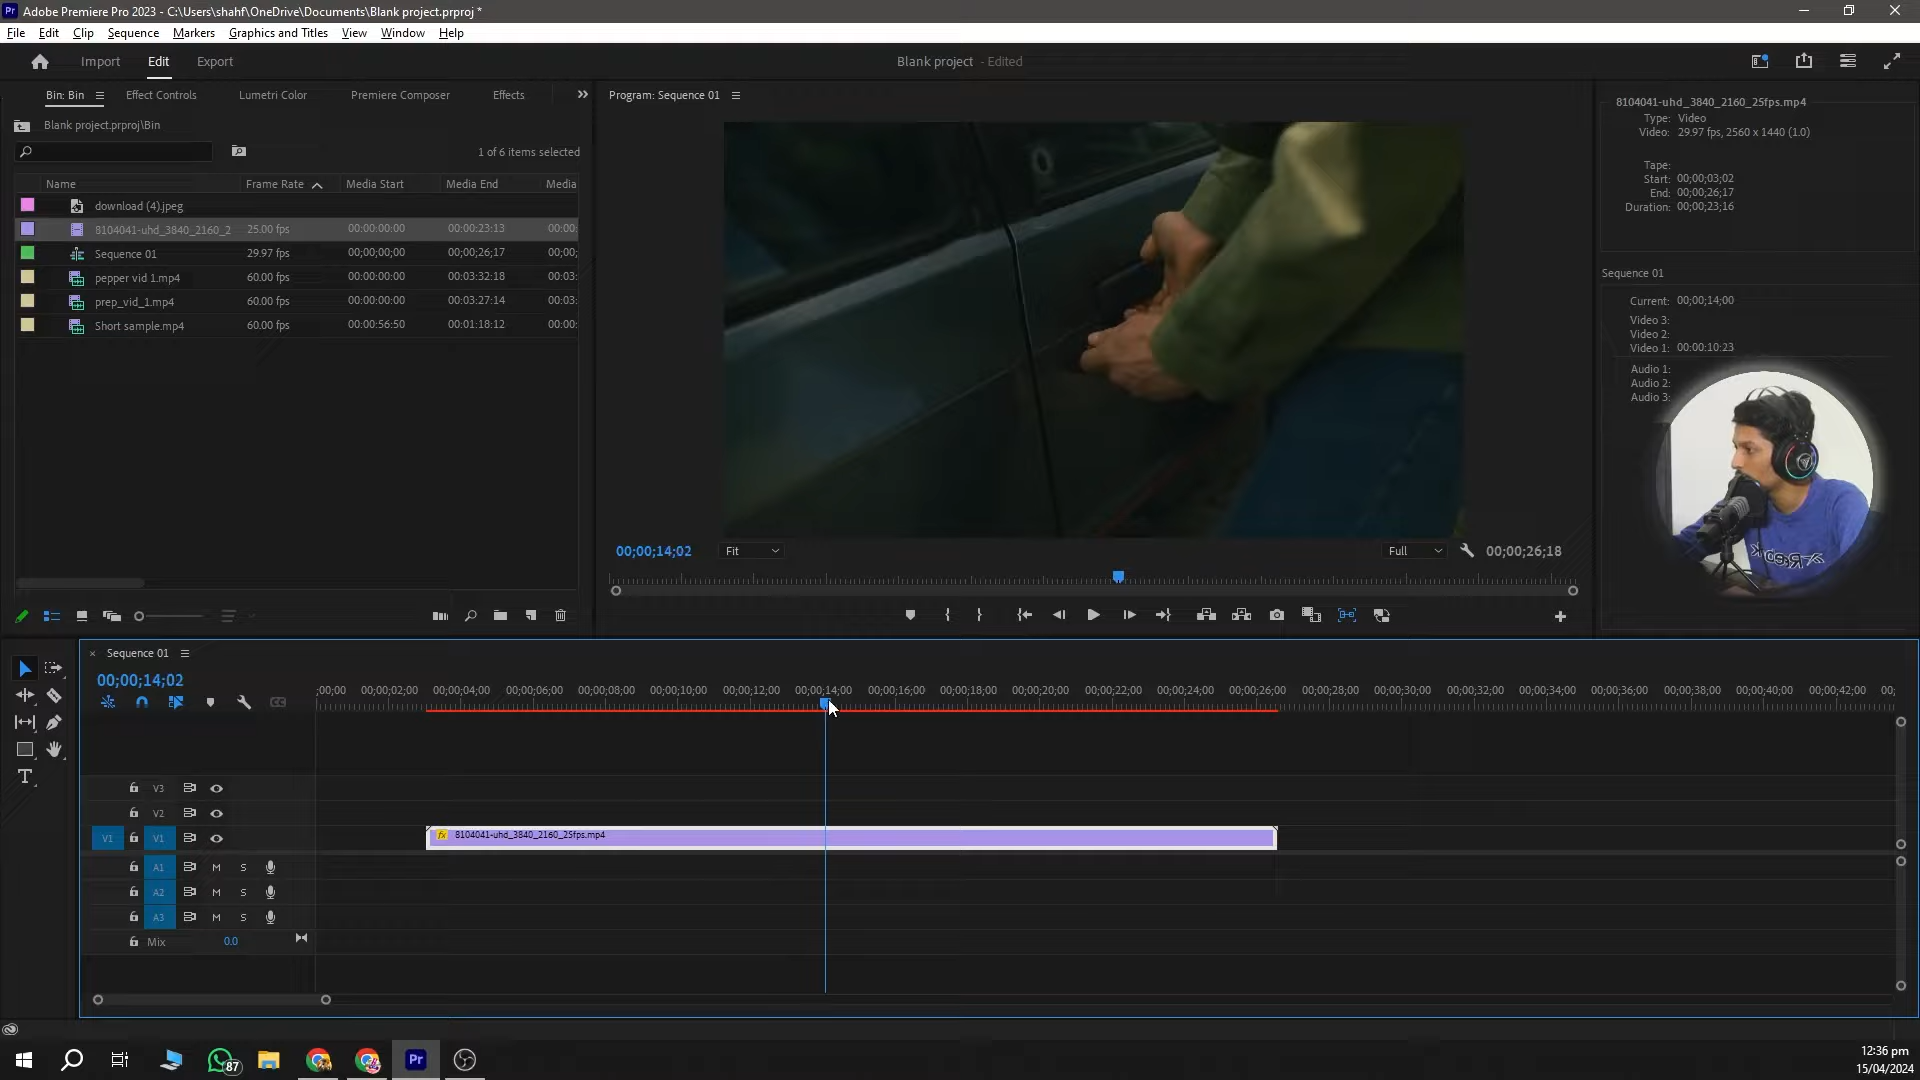 Pr Adobe Premiere Pro 2023 - C:\Users\shahf\OneDrive\Documents\Blank project.prproj *
File Edit Clip Sequence Markers Graphics and Titles View Window Help
Import Edit Export Blank project - Edited
Bin: Bin Effect Controls Lumetri Color Premiere Composer Effects
Program: Sequence 01
8104041-uhd_3840_2160_25fps.mp4
Type: Video
Video: 29.97 fps, 2560 x 1440 (1.0)
Tape:
Start: 00;00;03;02
End: 00;00;26;17
Duration: 00;00;23;16
Blank project.prproj\Bin
1 of 6 items selected
Name Frame Rate Media Start Media End Media
download (4).jpeg
8104041-uhd_3840_2160_2 25.00 fps 00:00:00:00 00:00:23:13 00:00:
Sequence 01 29.97 fps 00;00;00;00 00;00;26;17 00;00;
pepper vid 1.mp4 60.00 fps 00:00:00:00 00:03:32:18 00:03:
prep_vid_1.mp4 60.00 fps 00:00:00:00 00:03:27:14 00:03:
Short sample.mp4 60.00 fps 00:00:56:50 00:01:18:12 00:00:
Sequence 01
Current: 00;00;14;00
Video 3:
Video 2:
Video 1: 00:00:10:23
Audio 1:
Audio 2:
Audio 3:
00;00;14;02 Fit Full 00;00;26;18
Sequence 01
00;00;14;02
;00;00 00;00;02;00 00;00;04;00 00;00;06;00 00;00;08;00 00;00;10;00 00;00;12;00 00;00;14;00 00;00;16;00 00;00;18;00 00;00;20;00 00;00;22;00 00;00;24;00 00;00;26;00 00;00;28;00 00;00;30;00 00;00;32;00 00;00;34;00 00;00;36;00 00;00;38;00 00;00;40;00 00;00;42;00 00;
V3
V2
V1 V1 fx 8104041-uhd_3840_2160_25fps.mp4
A1 M S
A2 M S
A3 M S
Mix 0.0
87 Pr
12:36 pm
15/04/2024